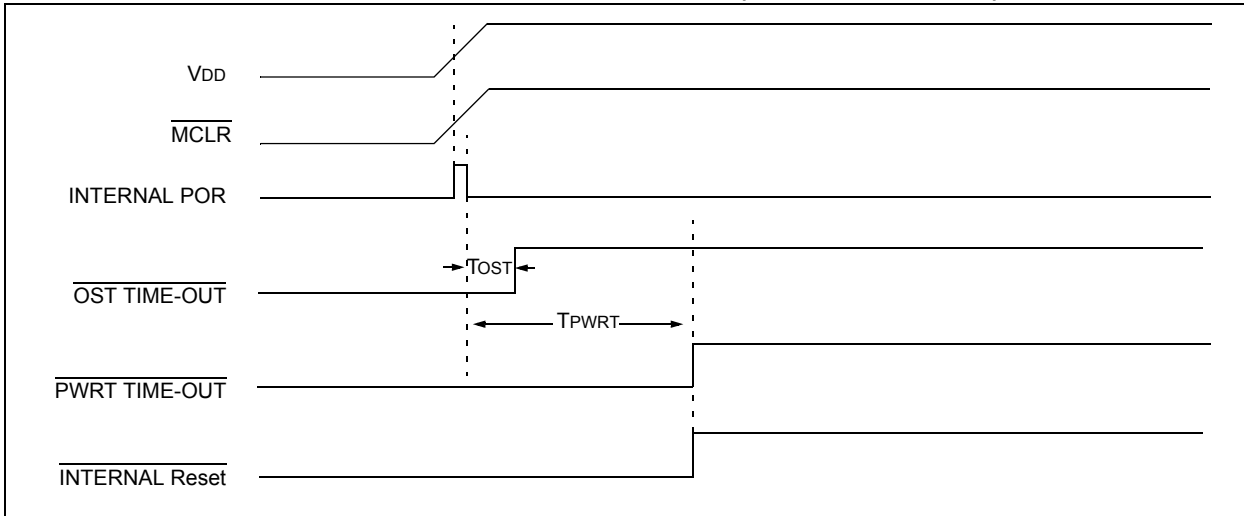 VDD
MCLR
INTERNAL POR
TOST
OST TIME-OUT
TPWRT
PWRT TIME-OUT
INTERNAL Reset